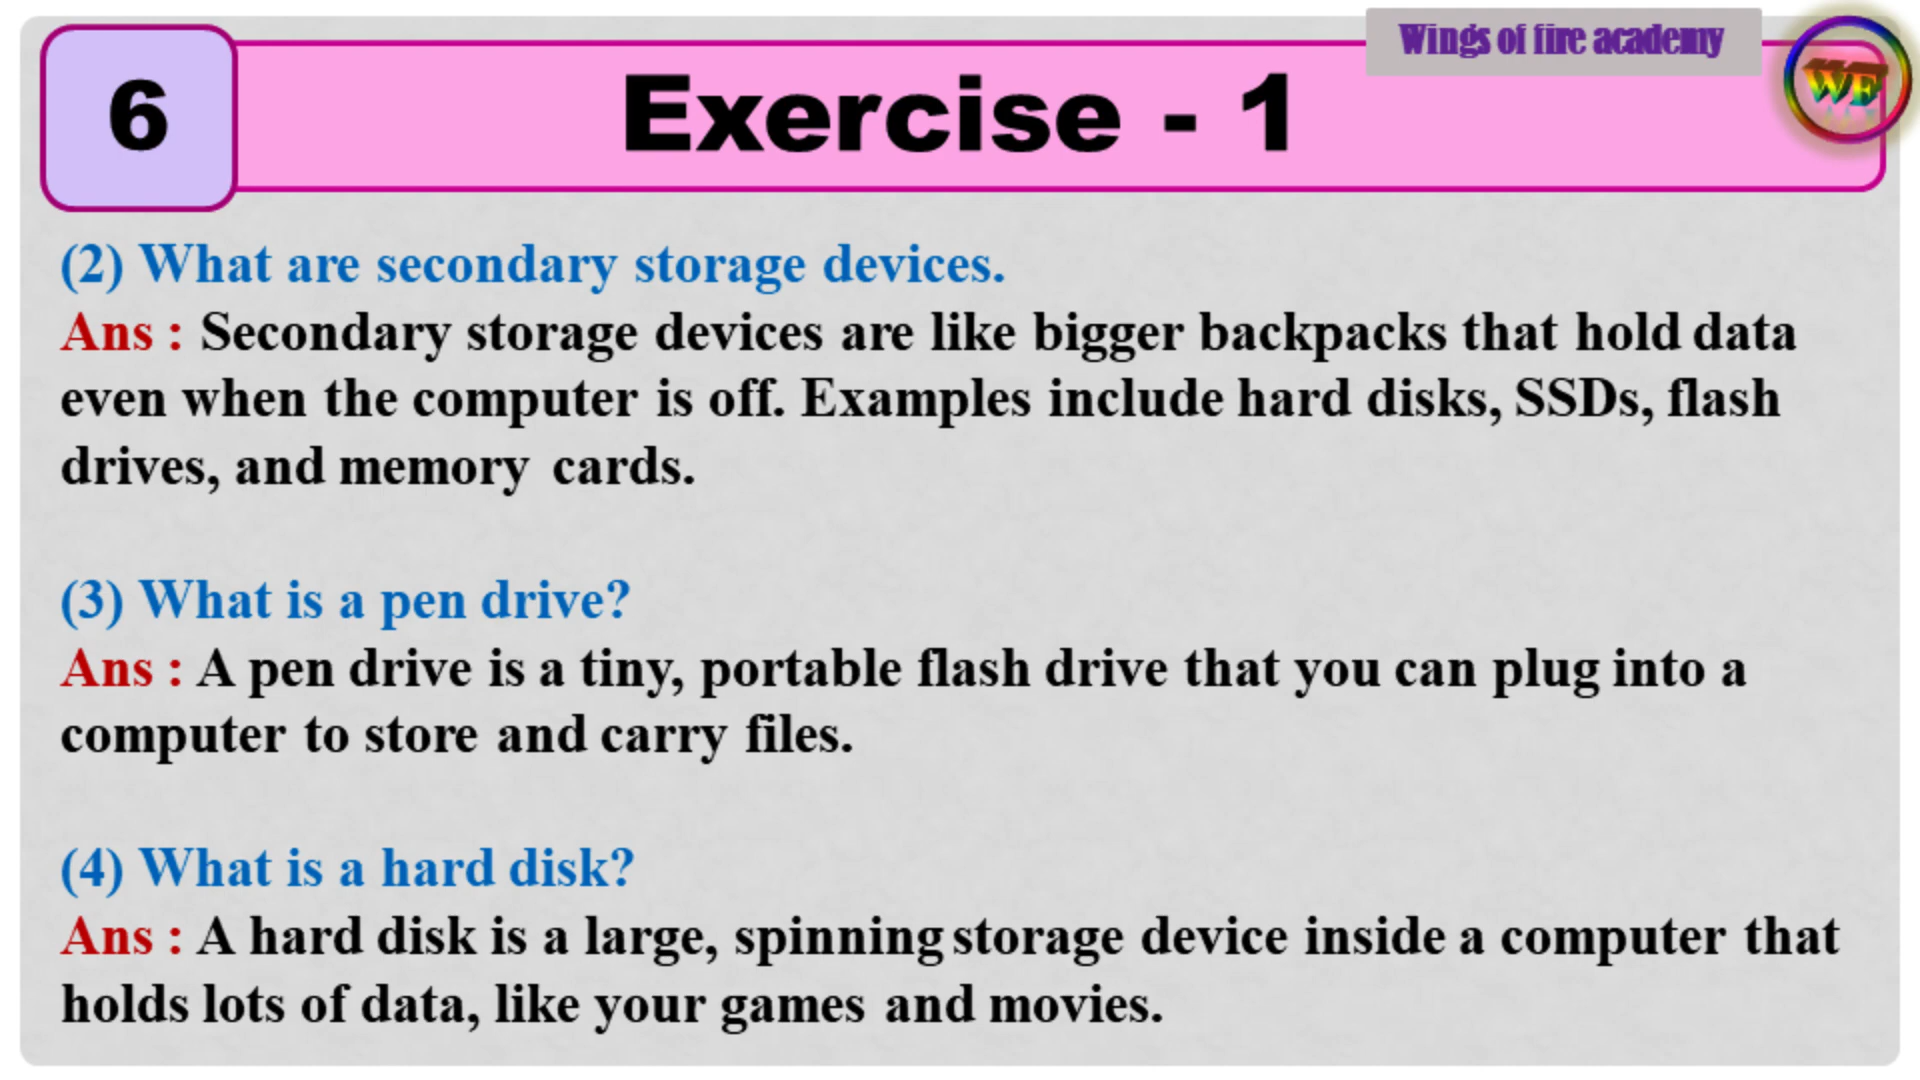 Wings of fire academy
WF
6
Exercise - 1
(2) What are secondary storage devices.
Ans : Secondary storage devices are like bigger backpacks that hold data
even when the computer is off. Examples include hard disks, SSDs, flash
drives, and memory cards.
(3) What is a pen drive?
Ans : A pen drive is a tiny, portable flash drive that you can plug into a
computer to store and carry files.
(4) What is a hard disk?
Ans : A hard disk is a large, spinning storage device inside a computer that
holds lots of data, like your games and movies.